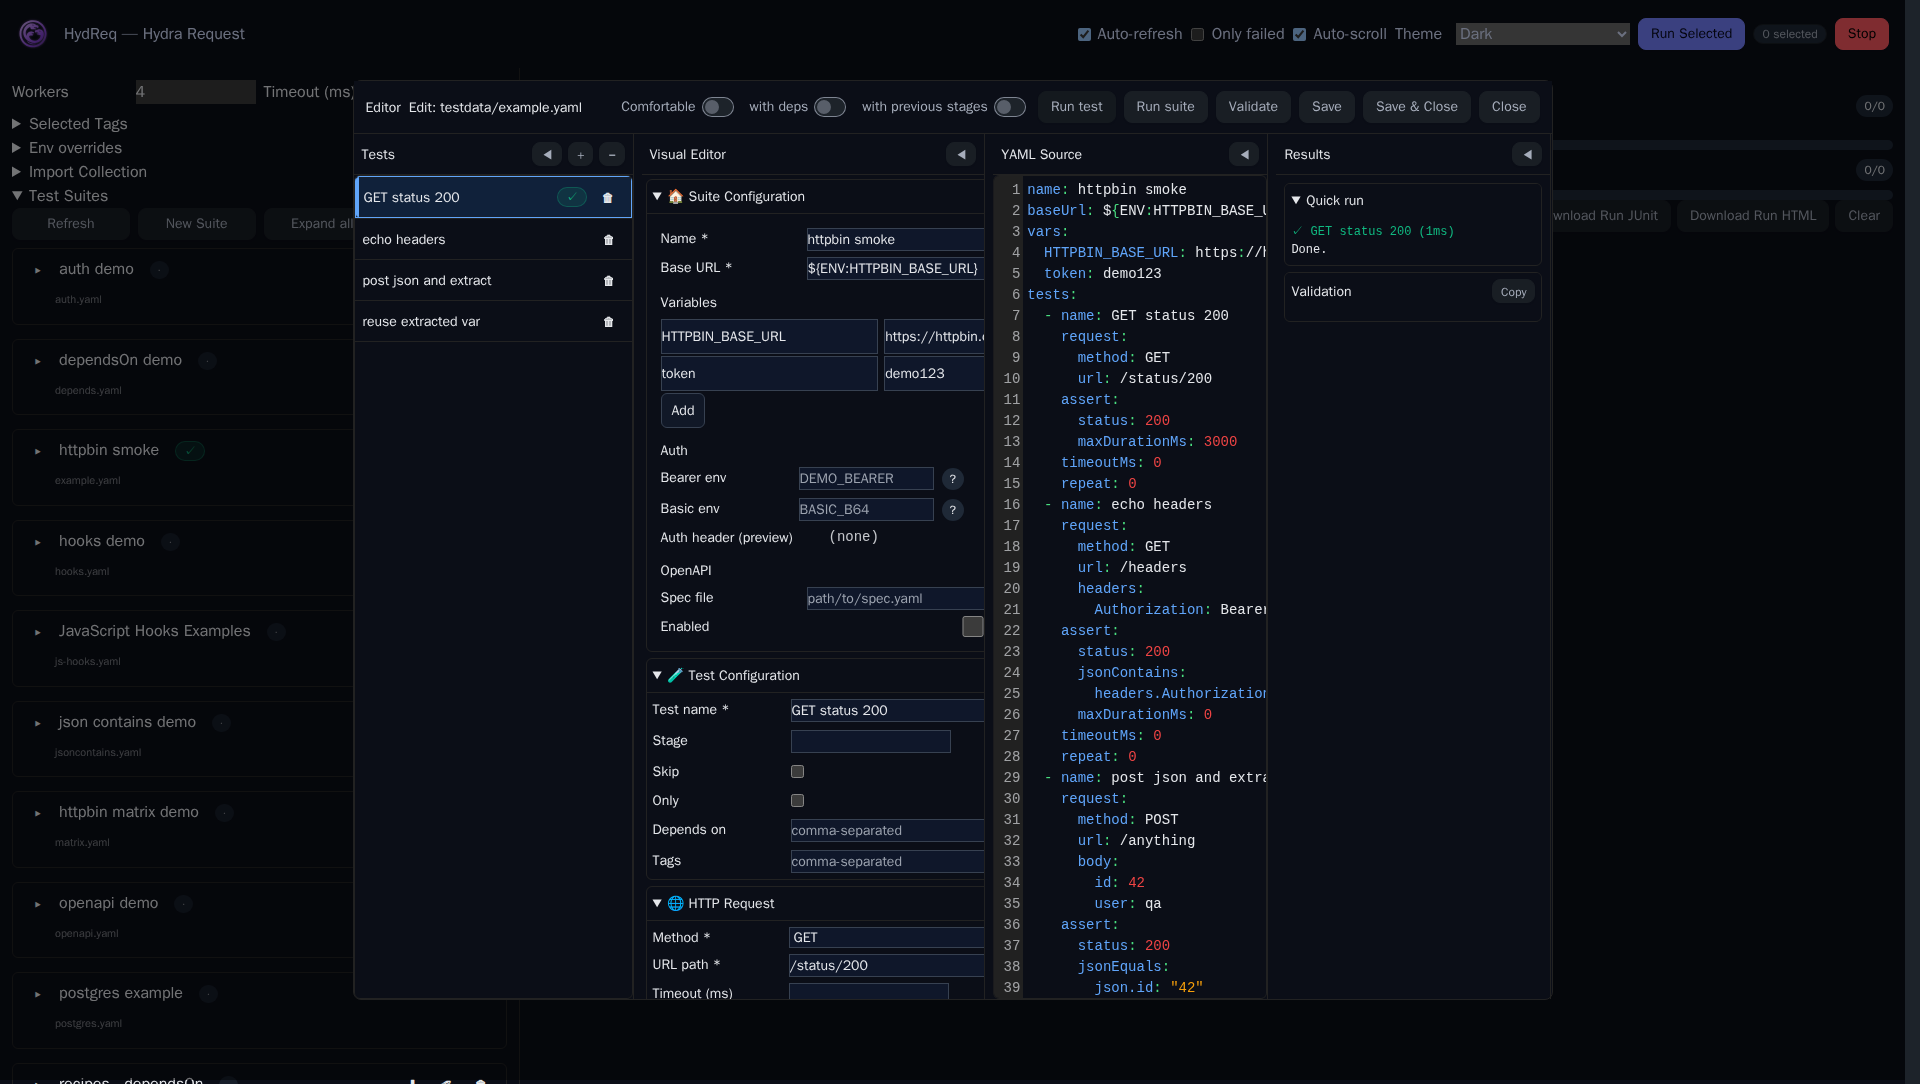 HydReq — Hydra Request
Auto-refresh
Only failed
Auto-scroll
Theme
Dark
Run Selected
0 selected
Stop
Workers
4
Timeout (ms)
Selected Tags
Env overrides
Import Collection
Test Suites
Refresh
New Suite
Expand all
auth demo
auth.yaml
dependsOn demo
depends.yaml
httpbin smoke
✓
example.yaml
hooks demo
hooks.yaml
JavaScript Hooks Examples
js-hooks.yaml
json contains demo
jsoncontains.yaml
httpbin matrix demo
matrix.yaml
openapi demo
openapi.yaml
postgres example
postgres.yaml
0/0
0/0
Download Run HTML
Clear
Run JUnit
Editor
Edit: testdata/example.yaml
Comfortable
with deps
with previous stages
Run test
Run suite
Validate
Save
Save & Close
Close
Tests
◀
+
−
GET status 200
✓
echo headers
post json and extract
reuse extracted var
Visual Editor
◀
🏠 Suite Configuration
Name *
httpbin smoke
Base URL *
${ENV:HTTPBIN_BASE_URL}
Variables
HTTPBIN_BASE_URL
https://httpbin.
token
demo123
Add
Auth
Bearer env
DEMO_BEARER
?
Basic env
BASIC_B64
?
Auth header (preview)
(none)
OpenAPI
Spec file
path/to/spec.yaml
Enabled
🧪 Test Configuration
Test name *
GET status 200
Stage
Skip
Only
Depends on
comma-separated
Tags
comma-separated
🌐 HTTP Request
Method *
GET
URL path *
/status/200
Timeout (ms)
YAML Source
◀
1 name: httpbin smoke
2 baseUrl: ${ENV:HTTPBIN_BASE_U
3 vars:
4 HTTPBIN_BASE_URL: https://h
5 token: demo123
6 tests:
7 - name: GET status 200
8 request:
9 method: GET
10 url: /status/200
11 assert:
12 status: 200
13 maxDurationMs: 3000
14 timeoutMs: 0
15 repeat: 0
16 - name: echo headers
17 request:
18 method: GET
19 url: /headers
20 headers:
21 Authorization: Bearer
22 assert:
23 status: 200
24 jsonContains:
25 headers.Authorization
26 maxDurationMs: 0
27 timeoutMs: 0
28 repeat: 0
29 - name: post json and extra
30 request:
31 method: POST
32 url: /anything
33 body:
34 id: 42
35 user: qa
36 assert:
37 status: 200
38 jsonEquals:
39 json.id: "42"
Results
◀
Quick run
✓ GET status 200 (1ms)
Done.
Validation
Copy